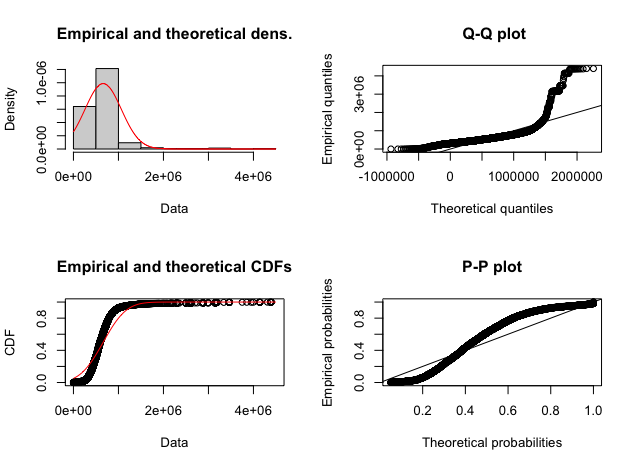 Empirical and theoretical dens.
Density
0.0e+00 1.0e-06
0e+00 2e+06 4e+06
Data
Q-Q plot
Empirical quantiles
0e+00 3e+06
-1000000 0 1000000 2000000
Theoretical quantiles
Empirical and theoretical CDFs
CDF
0.0 0.4 0.8
0e+00 2e+06 4e+06
Data
P-P plot
Empirical probabilities
0.0 0.4 0.8
0.2 0.4 0.6 0.8 1.0
Theoretical probabilities